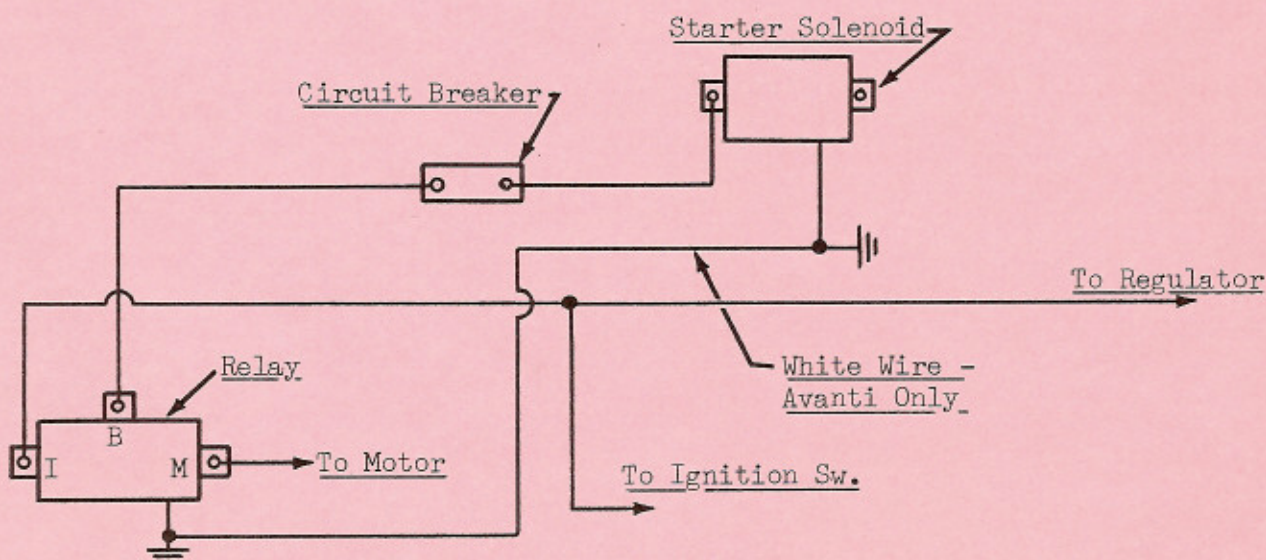 Starter Solenoid
Circuit Breaker
To Regulator
Relay
White Wire -
Avanti Only
B
I
M
To Motor
To Ignition Sw.